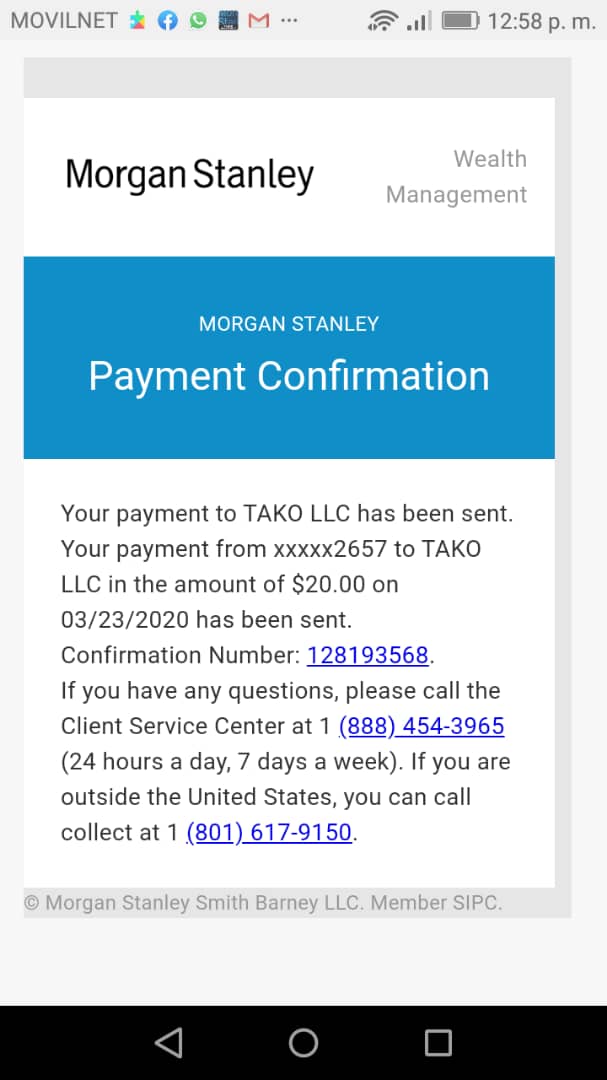 MOVILNET ... 12:58 p. m.
Morgan Stanley
Wealth
Management
MORGAN STANLEY
Payment Confirmation
Your payment to TAKO LLC has been sent.
Your payment from xxxxx2657 to TAKO
LLC in the amount of $20.00 on
03/23/2020 has been sent.
Confirmation Number: 128193568.
If you have any questions, please call the
Client Service Center at 1 (888) 454-3965
(24 hours a day, 7 days a week). If you are
outside the United States, you can call
collect at 1 (801) 617-9150.
© Morgan Stanley Smith Barney LLC. Member SIPC.